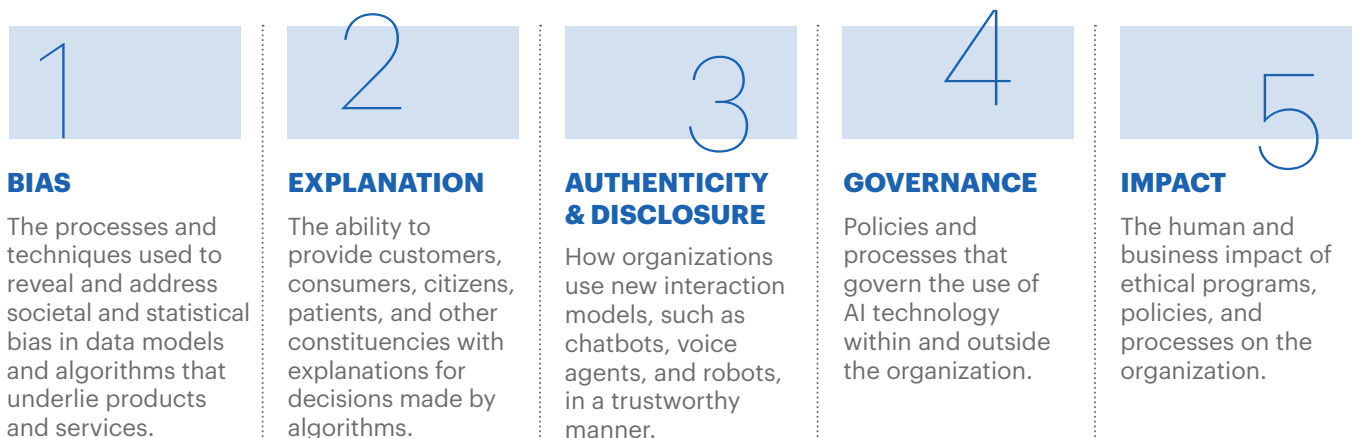 1
BIAS
The processes and
techniques used to
reveal and address
societal and statistical
bias in data models
and algorithms that
underlie products
and services.
2
EXPLANATION
The ability to
provide customers,
consumers, citizens,
patients, and other
constituencies with
explanations for
decisions made by
algorithms.
3
AUTHENTICITY
& DISCLOSURE
How organizations
use new interaction
models, such as
chatbots, voice
agents, and robots,
in a trustworthy
manner.
4
GOVERNANCE
Policies and
processes that
govern the use of
AI technology
within and outside
the organization.
5
IMPACT
The human and
business impact of
ethical programs,
policies, and
processes on the
organization.